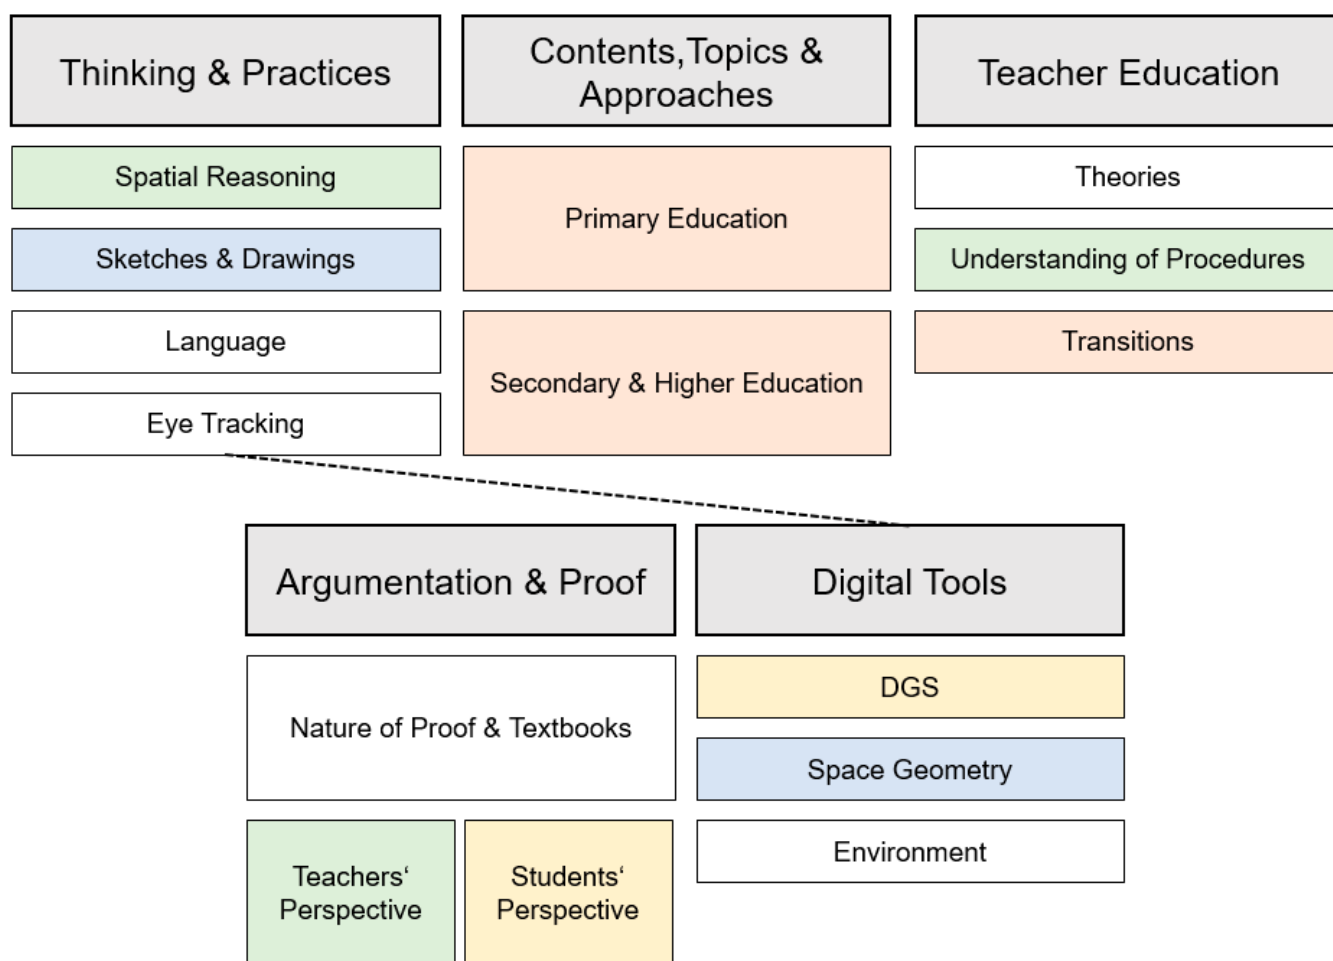 Thinking & Practices
Contents,Topics &
Approaches
Teacher Education
Spatial Reasoning
Sketches & Drawings
Language
Eye Tracking
Primary Education
Secondary & Higher Education
Theories
Understanding of Procedures
Transitions
Argumentation & Proof
Digital Tools
Nature of Proof & Textbooks
Teachers‘
Perspective
Students‘
Perspective
DGS
Space Geometry
Environment